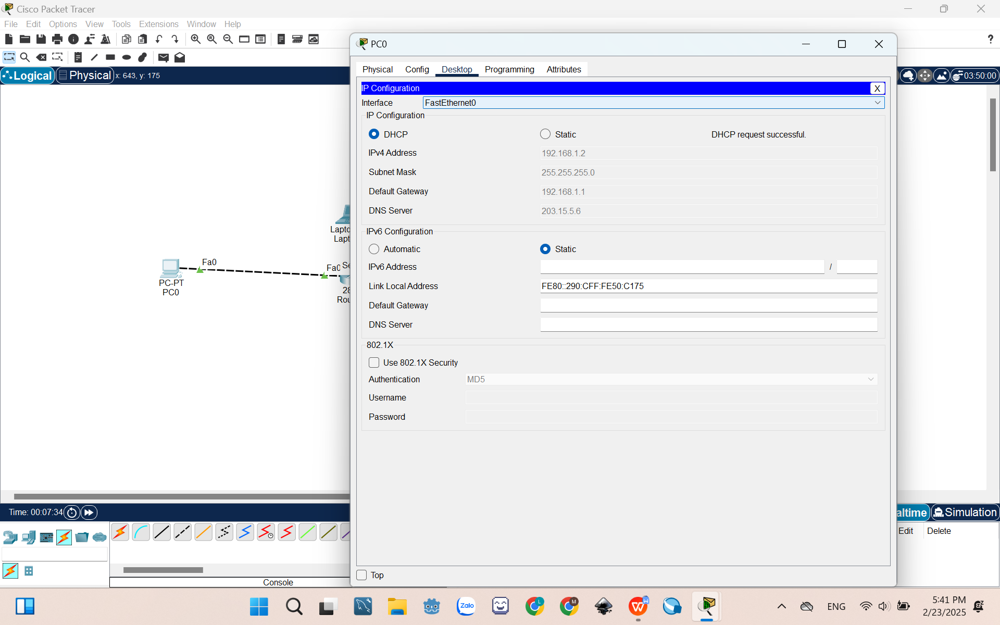 Cisco Packet Tracer
File Edit Options View Tools Extensions Window Help
PC0
Logical Physical x: 643, y: 175
03:50:00
Physical Config Desktop Programming Attributes
IP Configuration X
Interface FastEthernet0
IP Configuration
DHCP Static DHCP request successful.
IPv4 Address 192.168.1.2
Subnet Mask 255.255.255.0
Default Gateway 192.168.1.1
DNS Server 203.15.5.6
IPv6 Configuration
Automatic Static
IPv6 Address /
Link Local Address FE80::290:CFF:FE50:C175
Default Gateway
DNS Server
802.1X
Use 802.1X Security
Authentication MD5
Username
Password
Top
Lapto
Lapt
Fa0
Fa0 Se
PC-PT
PC0
28
Rou
Time: 00:07:34
altime Simulation
Edit Delete
Console
Zalo
L
M
W
ENG
5:41 PM
2/23/2025